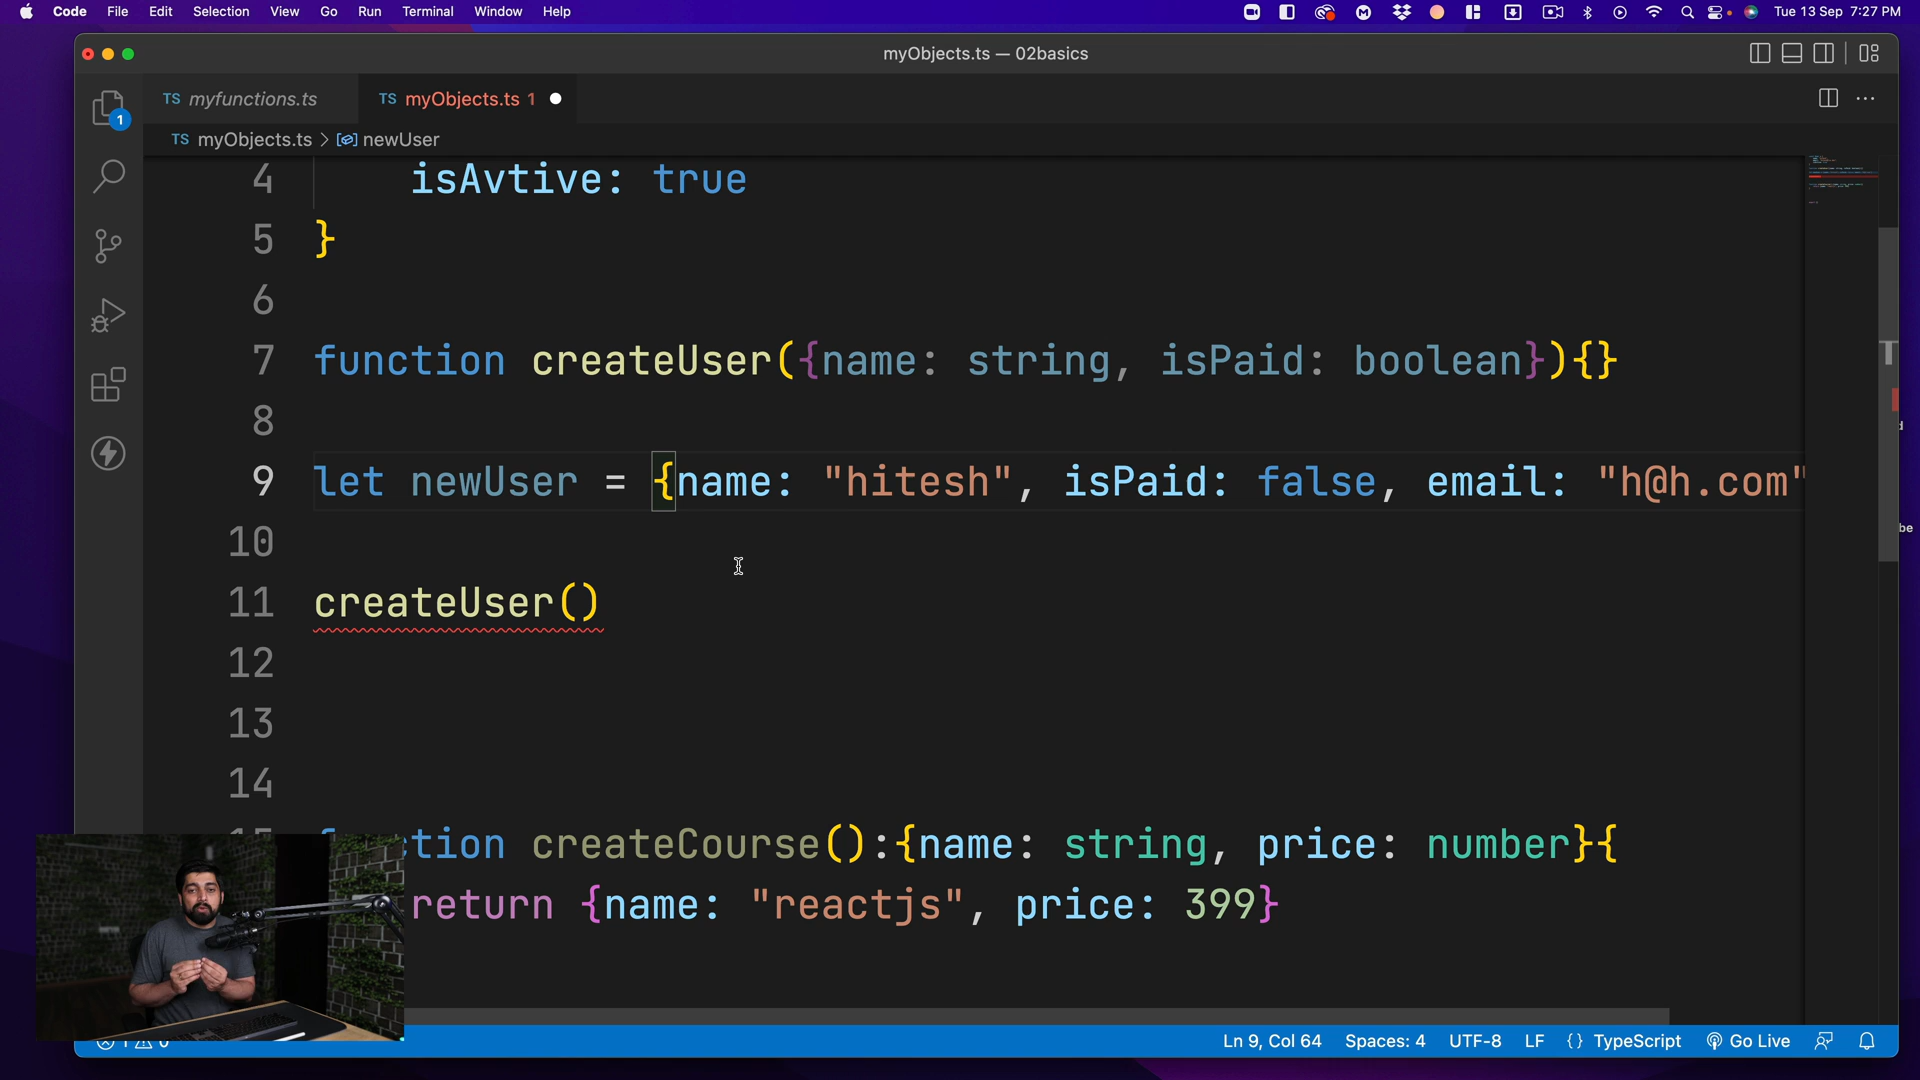 Code File Edit Selection View Go Run Terminal Window Help Tue 13 Sep 7:27 PM
myObjects.ts — 02basics
TS myfunctions.ts TS myObjects.ts 1
1
TS myObjects.ts > newUser
4 isAvtive: true
5 }
6
7 function createUser({name: string, isPaid: boolean}){}
8
9 let newUser = {name: "hitesh", isPaid: false, email: "h@h.com"
10
11 createUser()
12
13
14
ction createCourse():{name: string, price: number}{
return {name: "reactjs", price: 399}
Ln 9, Col 64 Spaces: 4 UTF-8 LF {} TypeScript Go Live